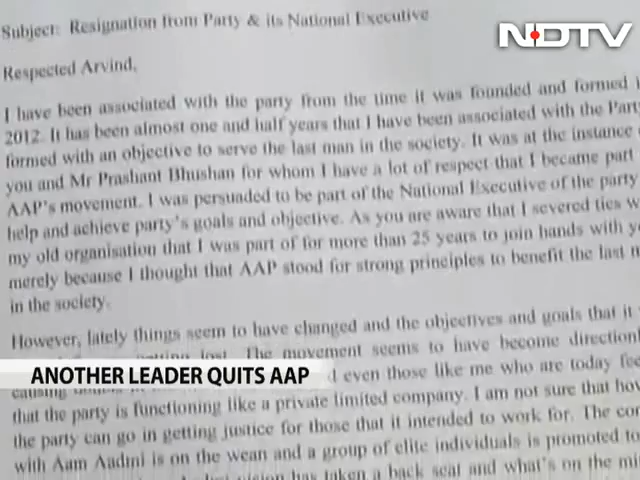 Subject: Resignation from Party & its National Executive
NDTV
Respected Arvind,
I have been associated with the party from the time it was founded and formed
2012. It has been almost one and half years that I have been associated with the
formed with an objective to serve the last man in the society. It was at the instance
you and Mr Prashant Bhushan for whom I have a lot of respect that I became part
AAP's movement. I was persuaded to be part of the National Executive of the party
help and achieve party's goals and objective. As you are aware that I severed ties
my old organisation that I was part of for more than 25 years to join hands with
merely because I thought that AAP stood for strong principles to benefit the last
in the society.
However, lately things seem to have changed and the objectives and goals that it
getting lost. The movement seems to have become
ANOTHER LEADER QUITS AAP
even those like me who are today
causing
that the party is functioning like a private limited company. I am not sure that
the party can go in getting justice for those that it intended to work for. The
with Aam Aadmi is on the wean and a group of elite individuals is promoted to
has taken a back seat and what's on the